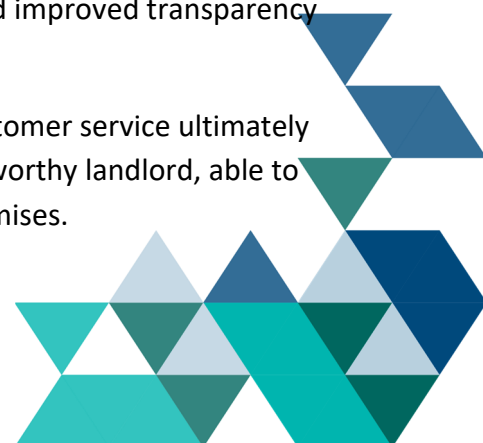 d improved transparency
tomer service ultimately
worthy landlord, able to
mises.